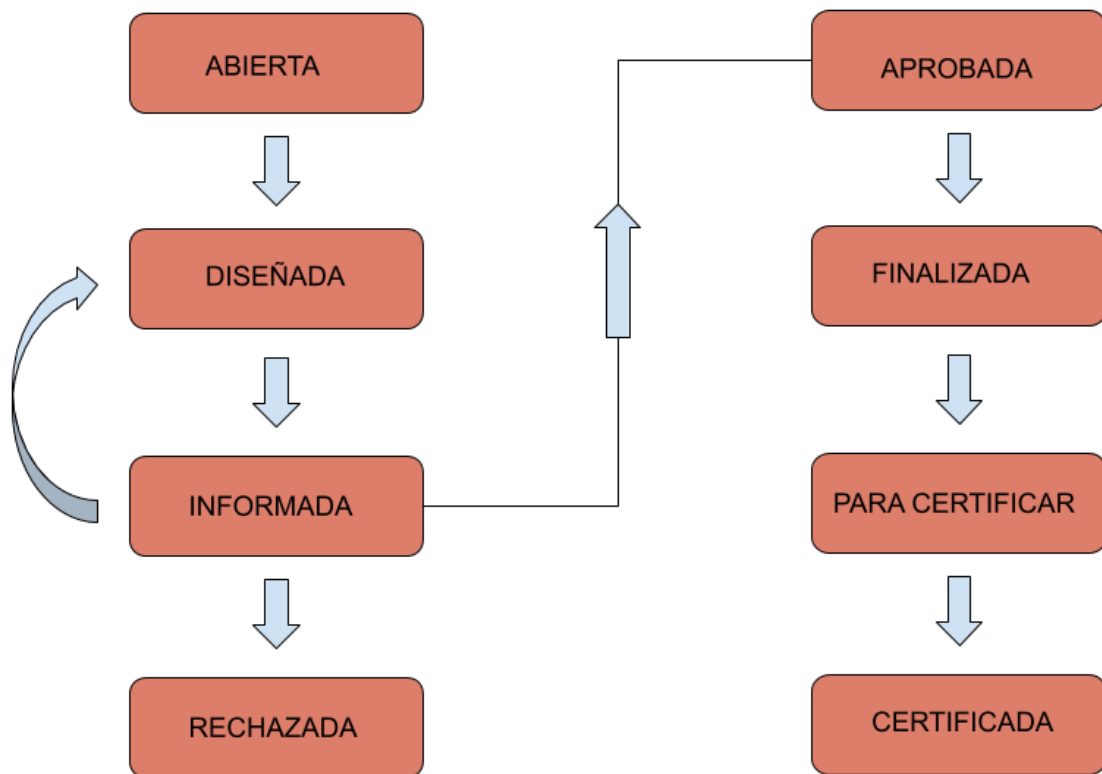 ABIERTA
DISEÑADA
INFORMADA
RECHAZADA
APROBADA
FINALIZADA
PARA CERTIFICAR
CERTIFICADA